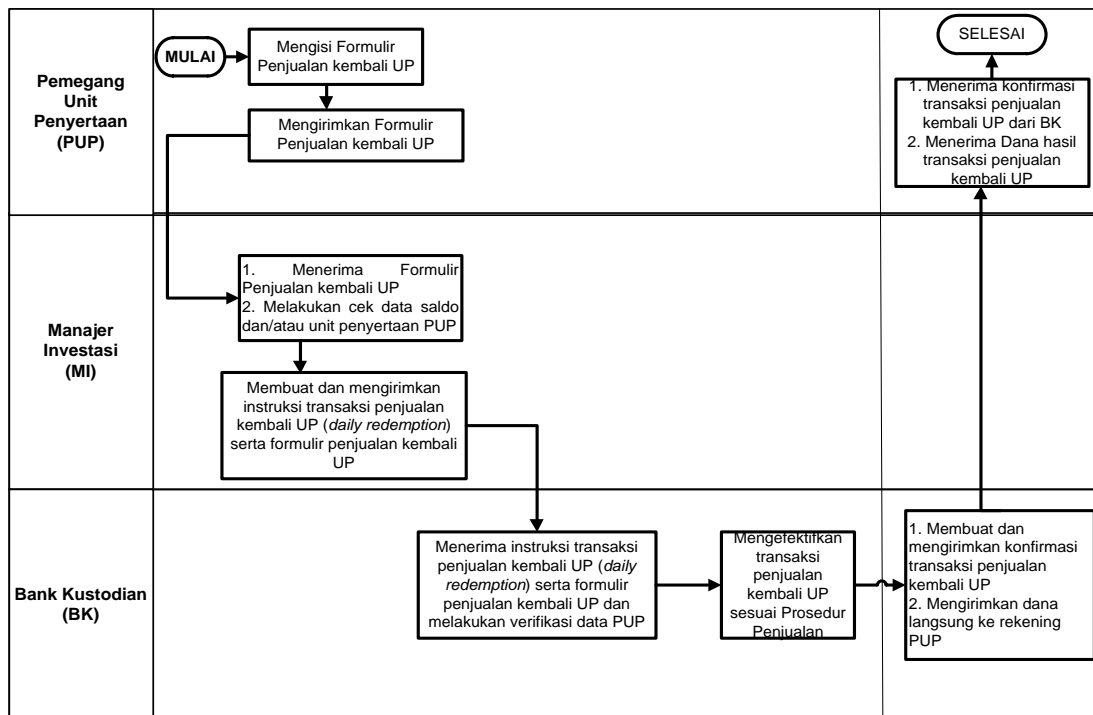 Pemegang
Unit
Penyertaan
(PUP)
MULAI
Mengisi Formulir
Penjualan kembali UP
Mengirimkan Formulir
Penjualan kembali UP
SELESAI
1. Menerima konfirmasi
transaksi penjualan
kembali UP dari BK
2. Menerima Dana hasil
transaksi penjualan
kembali UP
Manajer
Investasi
(MI)
1. Menerima Formulir
Penjualan kembali UP
2. Melakukan cek data saldo
dan/atau unit penyertaan PUP
Membuat dan mengirimkan
instruksi transaksi penjualan
kembali UP (daily redemption)
serta formulir penjualan kembali
UP
Bank Kustodian
(BK)
Menerima instruksi transaksi
penjualan kembali UP (daily
redemption) serta formulir
penjualan kembali UP dan
melakukan verifikasi data PUP
Mengefektifkan
transaksi
penjualan
kembali UP
sesuai Prosedur
Penjualan
1. Membuat dan
mengirimkan konfirmasi
transaksi penjualan
kembali UP
2. Mengirimkan dana
langsung ke rekening
PUP